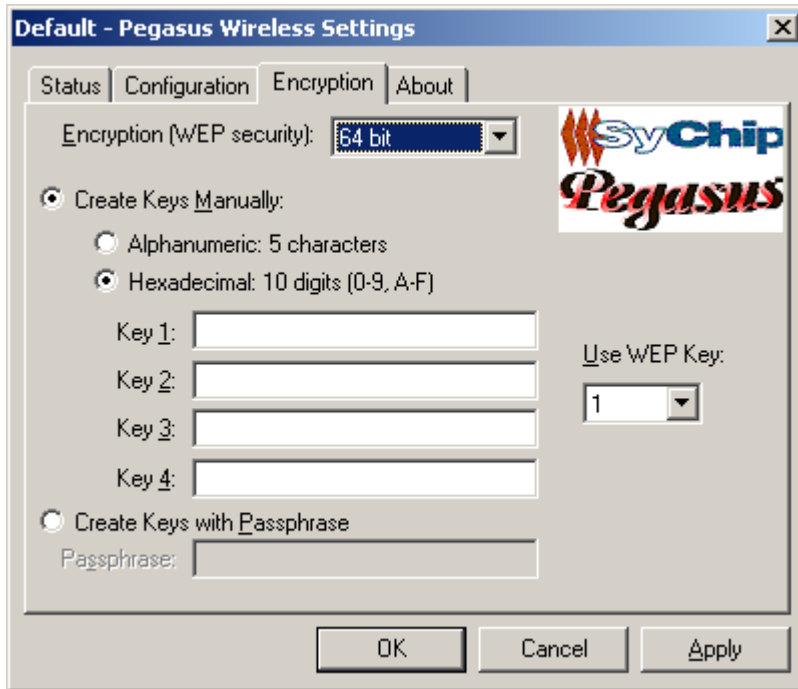 Default - Pegasus Wireless Settings
Status Configuration Encryption About
Encryption (WEP security): 64 bit
SyChip
Pegasus
Create Keys Manually:
Alphanumeric: 5 characters
Hexadecimal: 10 digits (0-9, A-F)
Key 1:
Use WEP Key:
Key 2:
1
Key 3:
Key 4:
Create Keys with Passphrase
Passphrase:
OK Cancel Apply